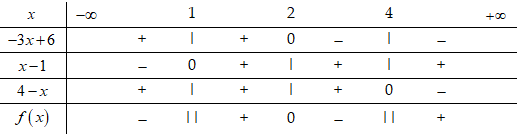 x −∞ 1 2 4 +∞
−3x+6 + | + 0 − | −
x−1 − 0 + | + | +
4−x + | + | + 0 −
f(x) − || + 0 − || +